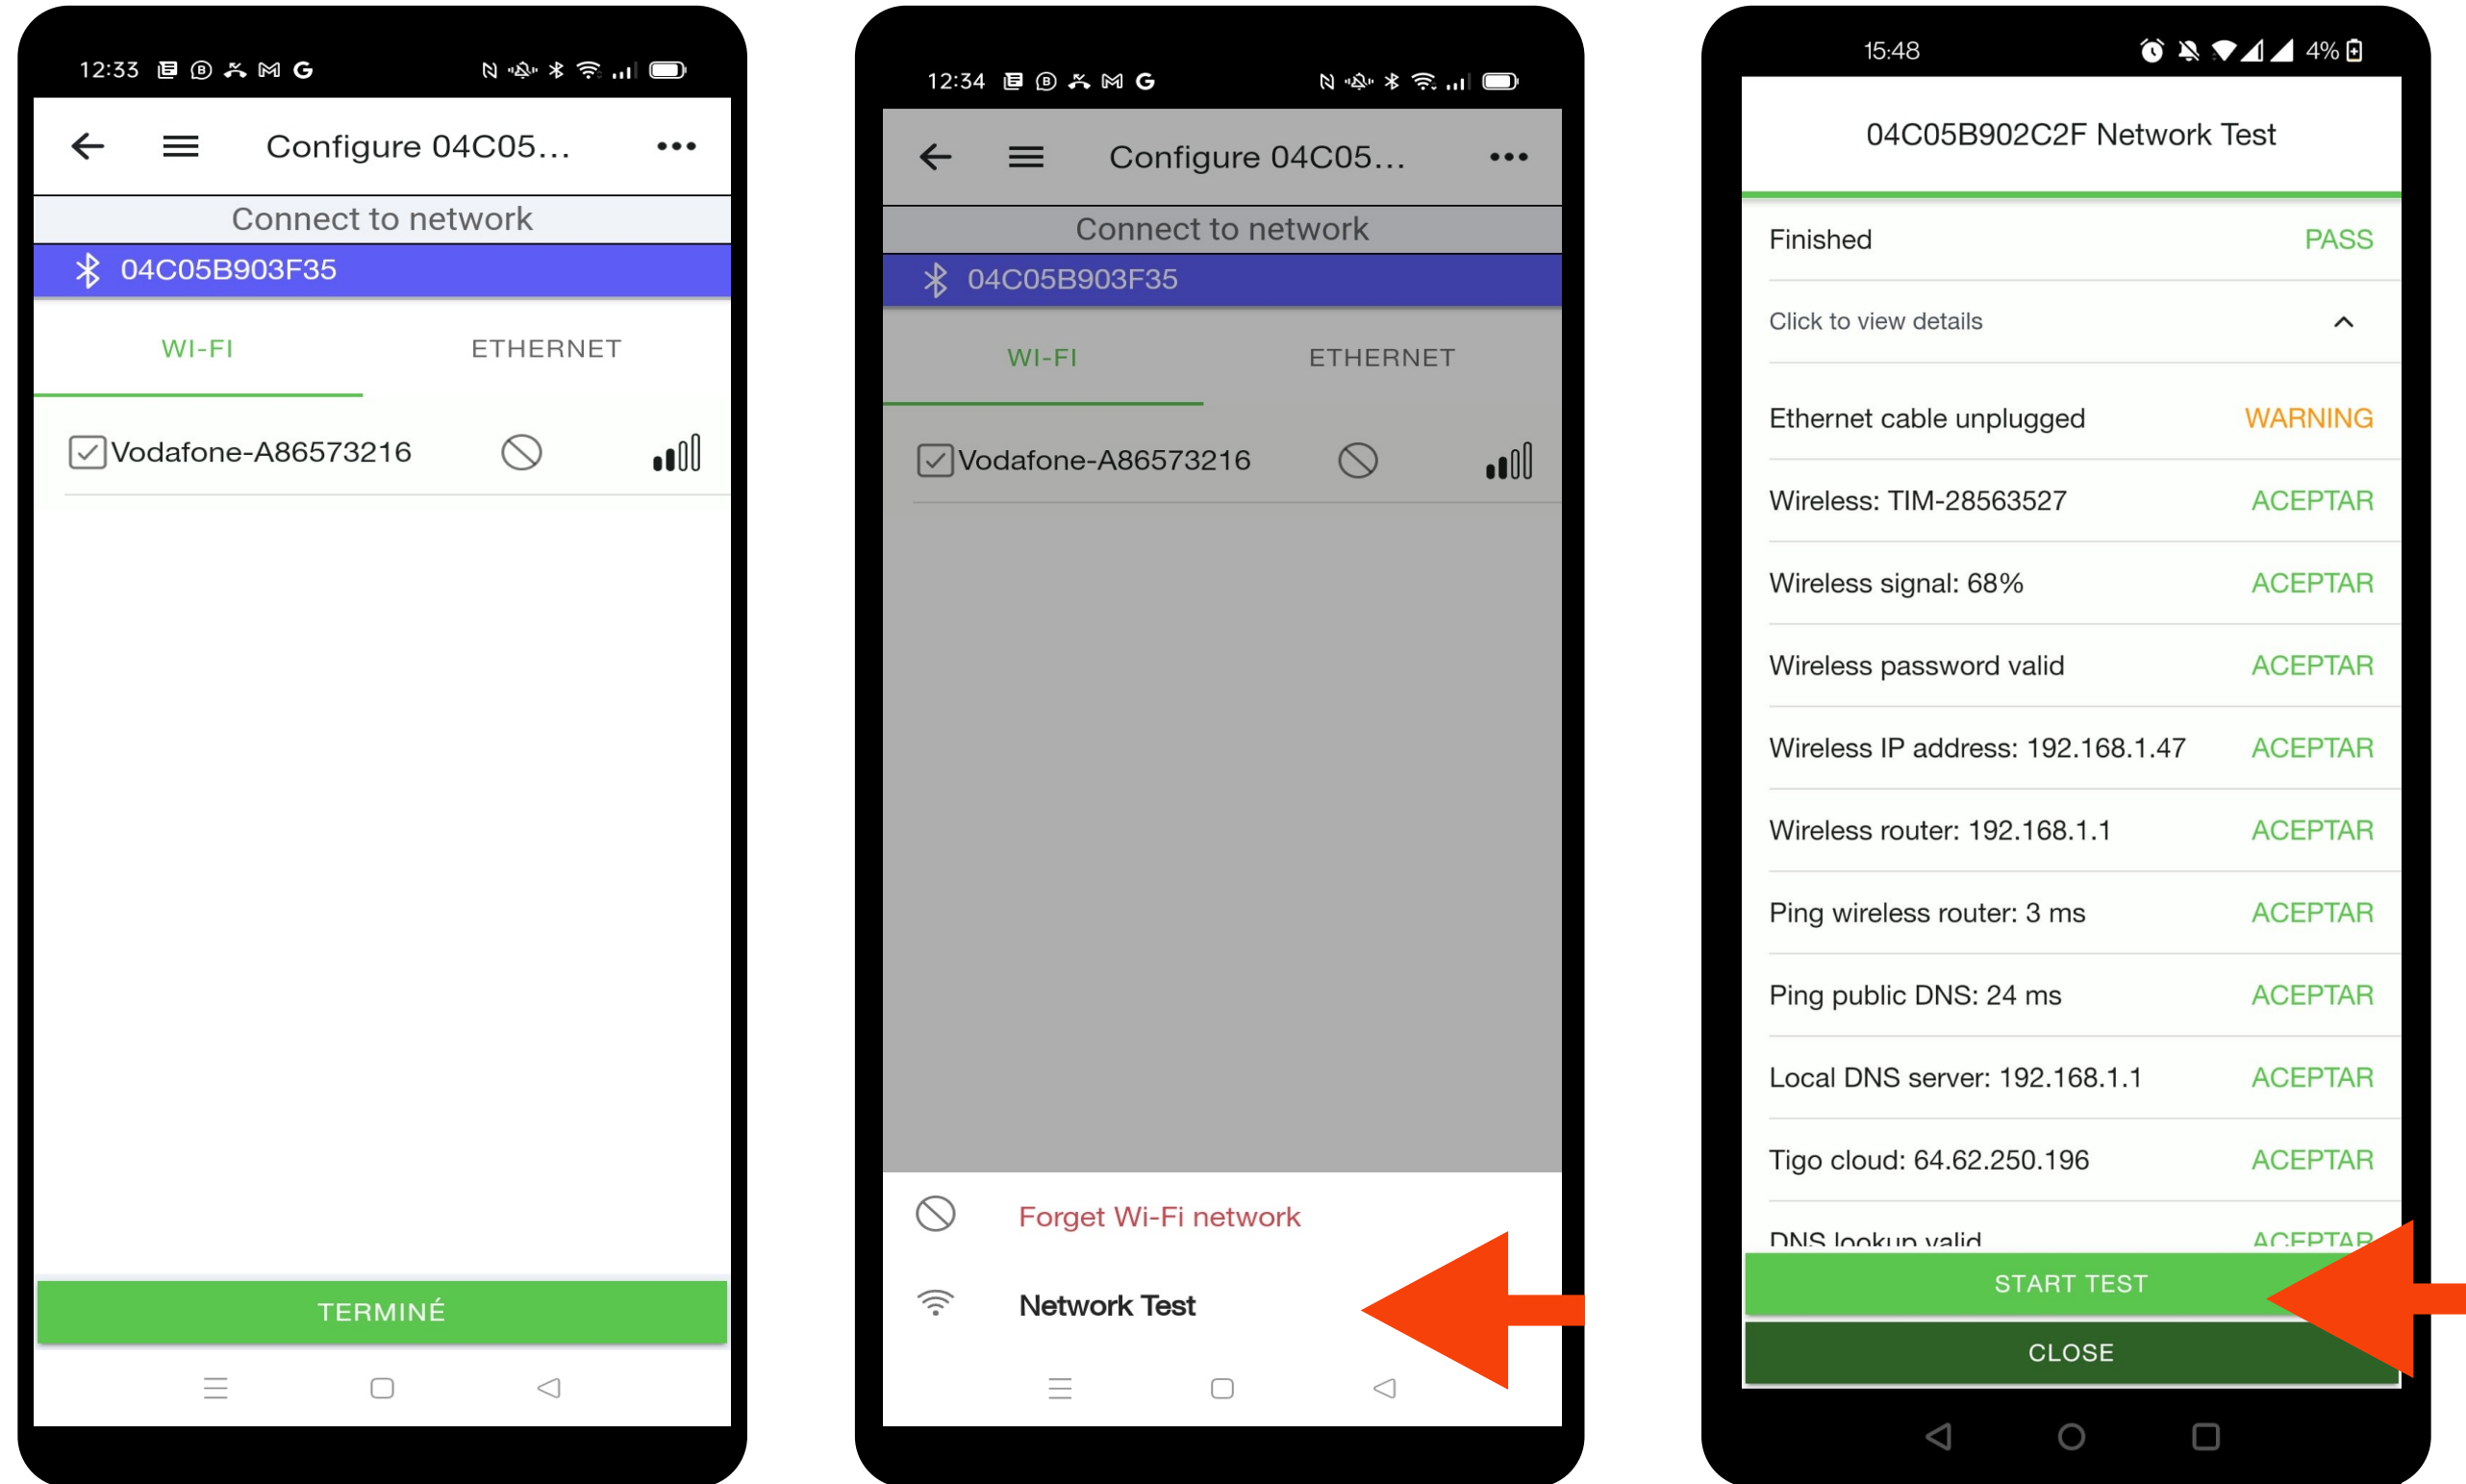 12:33
Configure 04C05...
Connect to network
04C05B903F35
WI-FI ETHERNET
Vodafone-A86573216
TERMINÉ
12:34
Configure 04C05...
Connect to network
04C05B903F35
WI-FI ETHERNET
Vodafone-A86573216
Forget Wi-Fi network
Network Test
15:48 4%
04C05B902C2F Network Test
Finished PASS
Click to view details
Ethernet cable unplugged WARNING
Wireless: TIM-28563527 ACEPTAR
Wireless signal: 68% ACEPTAR
Wireless password valid ACEPTAR
Wireless IP address: 192.168.1.47 ACEPTAR
Wireless router: 192.168.1.1 ACEPTAR
Ping wireless router: 3 ms ACEPTAR
Ping public DNS: 24 ms ACEPTAR
Local DNS server: 192.168.1.1 ACEPTAR
Tigo cloud: 64.62.250.196 ACEPTAR
DNS lookup valid ACEPTAR
START TEST
CLOSE